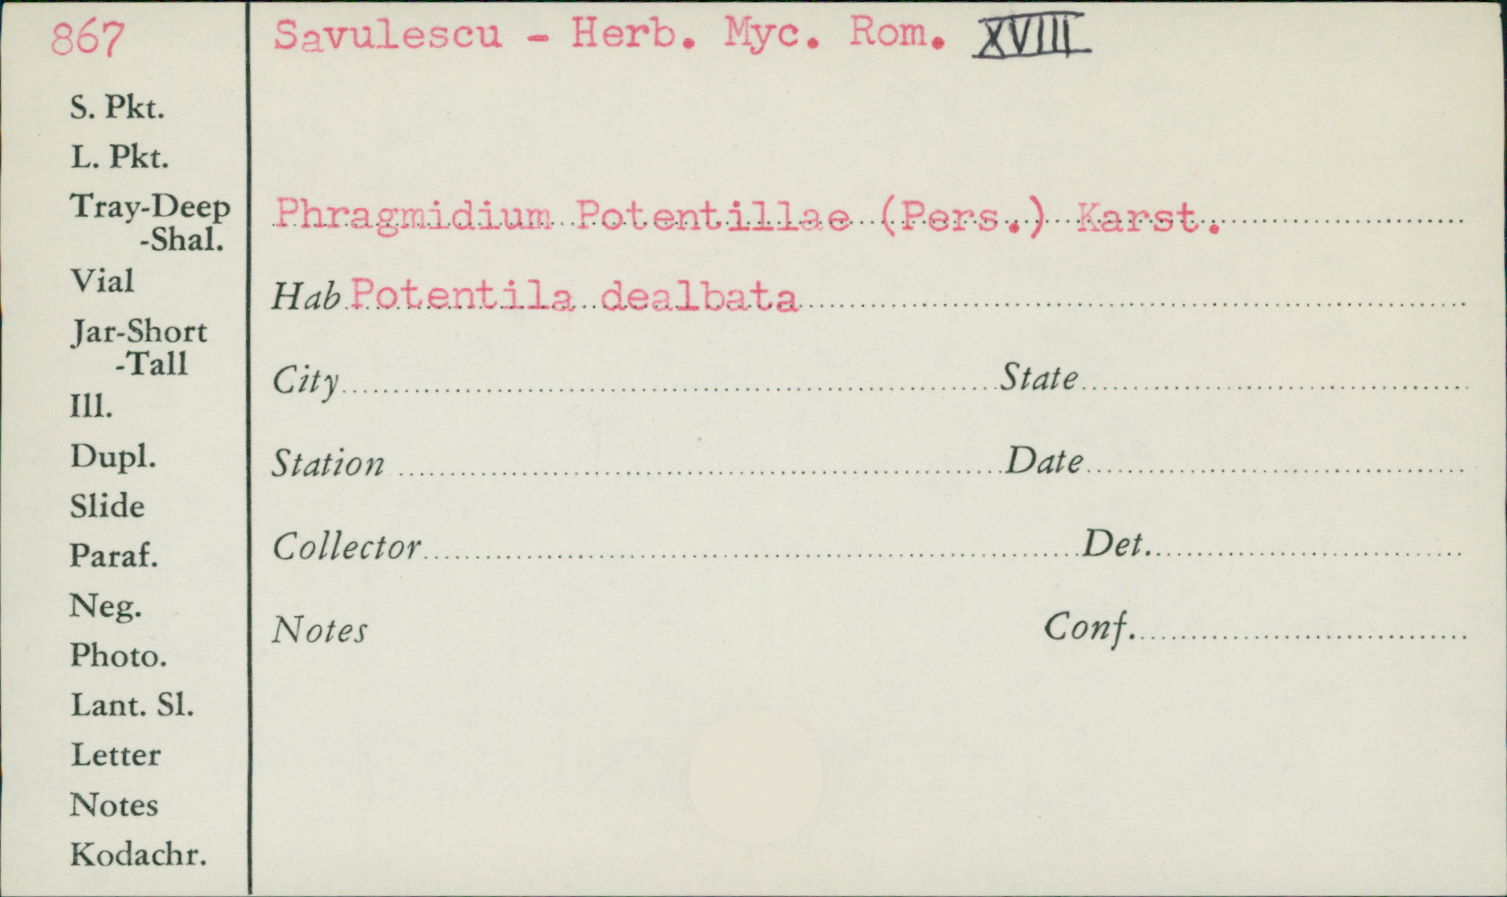 867
Savulescu - Herb. Myc. Rom. XVIII
S. Pkt.
L. Pkt.
Tray-Deep
-Shal.
Vial
Jar-Short
-Tall
Ill.
Dupl.
Slide
Paraf.
Neg.
Photo.
Lant. Sl.
Letter
Notes
Kodachr.
Phragmidium Potentillae (Pers.) Karst.
Hab Potentila dealbata
City State
Station Date
Collector Det.
Notes Conf.